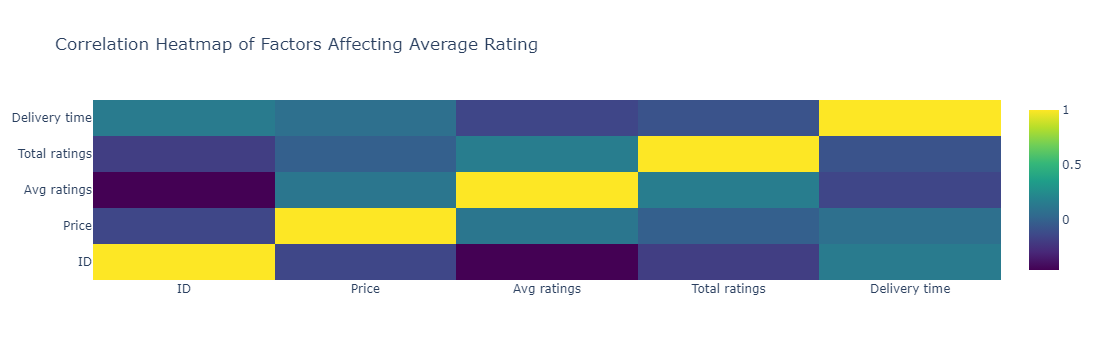 Correlation Heatmap of Factors Affecting Average Rating
Delivery time
Total ratings
Avg ratings
Price
ID
ID Price Avg ratings Total ratings Delivery time
1
0.5
0